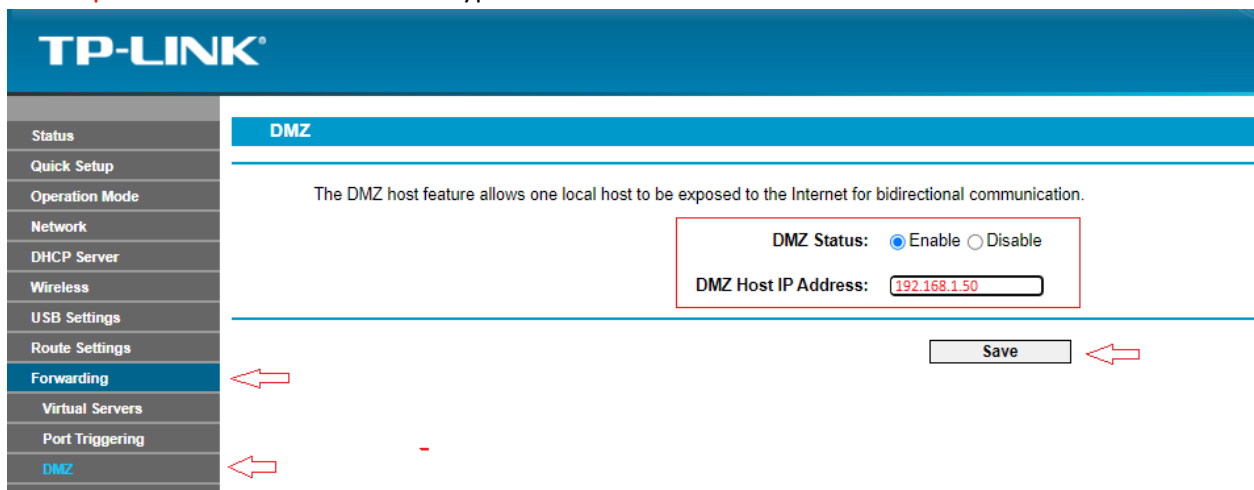 TP-LINK®
Status
Quick Setup
Operation Mode
Network
DHCP Server
Wireless
USB Settings
Route Settings
Forwarding
Virtual Servers
Port Triggering
DMZ
DMZ
The DMZ host feature allows one local host to be exposed to the Internet for bidirectional communication.
DMZ Status: Enable Disable
DMZ Host IP Address: 192.168.1.50
Save